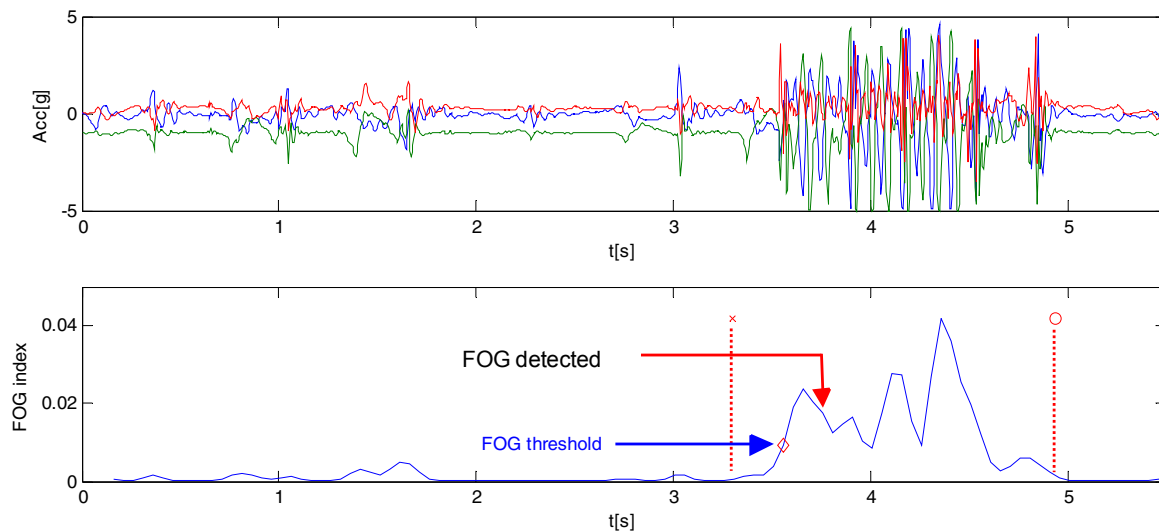 5
0
-5
Acc[g]
0 1 2 3 4 5
t[s]
0.04
0.02
0
FOG index
FOG detected
FOG threshold
0 1 2 3 4 5
t[s]